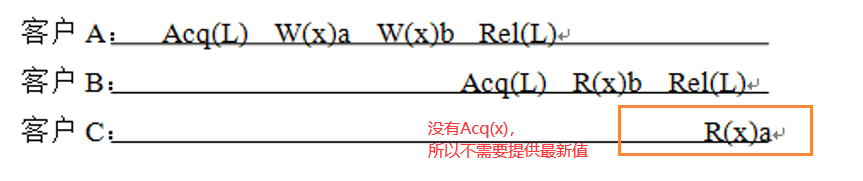 客户 A： Acq(L) W(x)a W(x)b Rel(L)↵
客户 B： Acq(L) R(x)b Rel(L)↵
客户 C： R(x)a↵
没有Acq(x),
所以不需要提供最新值